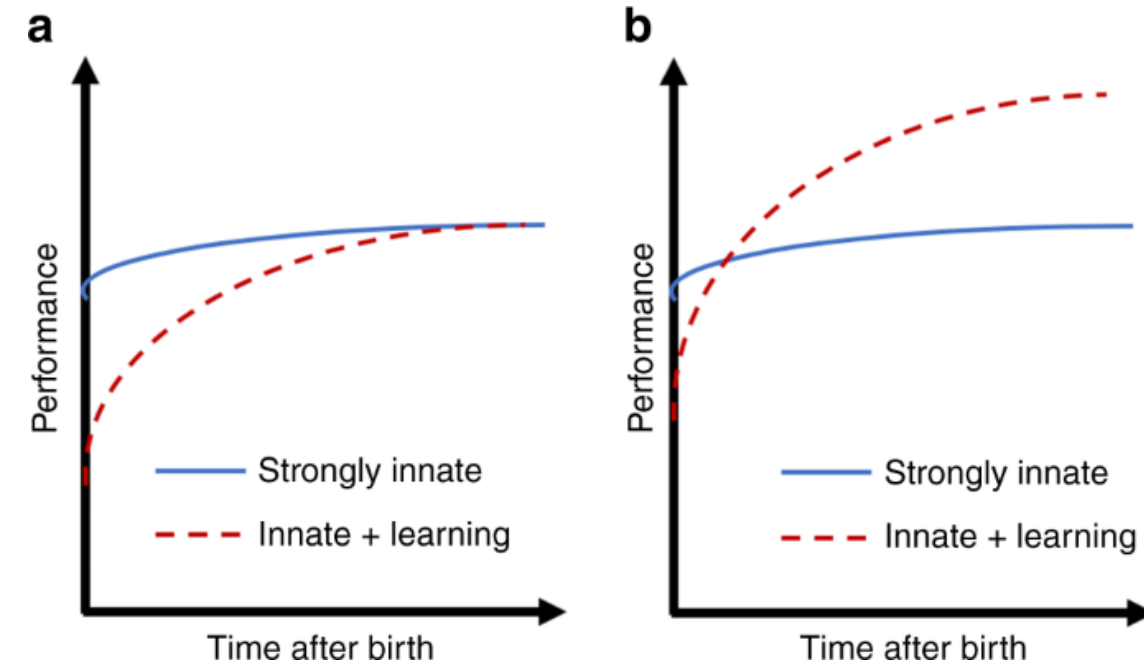 a
Performance
Strongly innate
Innate + learning
Time after birth
b
Performance
Strongly innate
Innate + learning
Time after birth